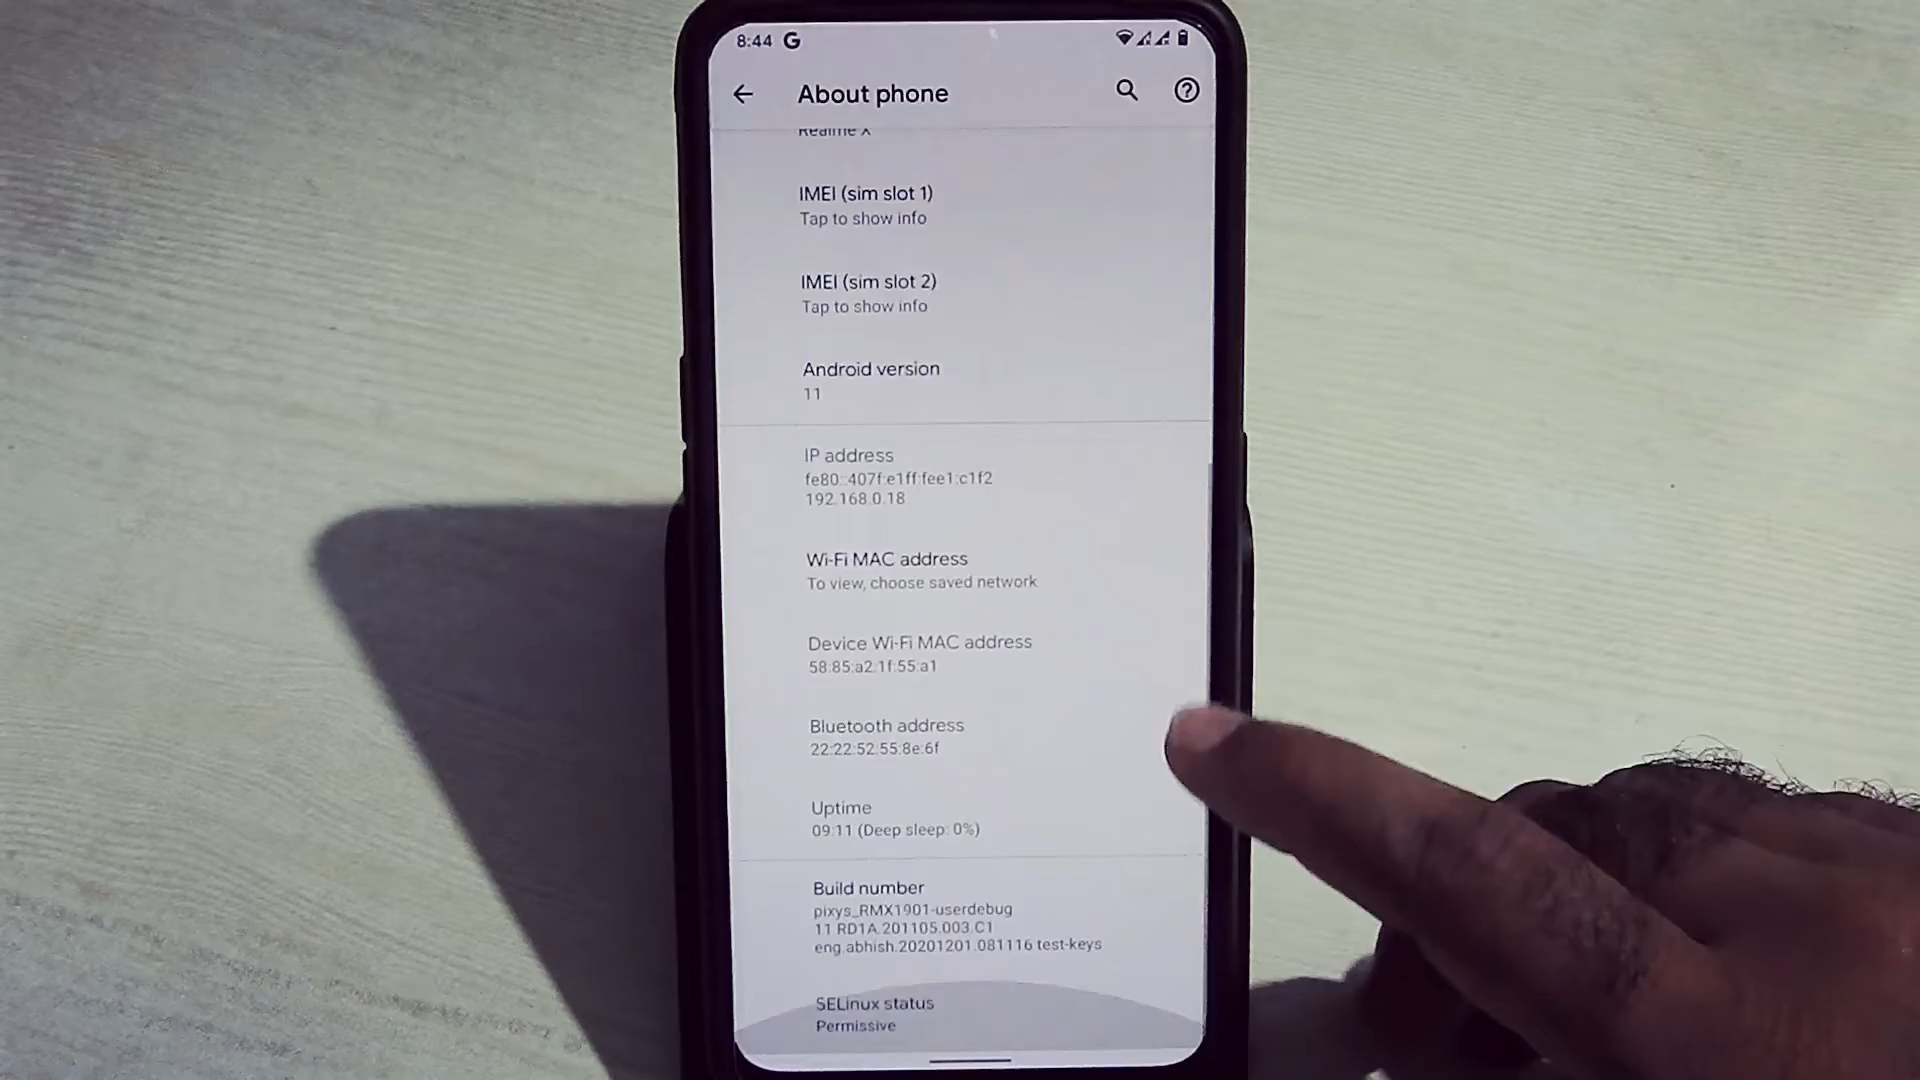 8:44 G
About phone
Realme X
IMEI (sim slot 1)
Tap to show info
IMEI (sim slot 2)
Tap to show info
Android version
11
IP address
fe80::407f:e1ff:fee1:c1f2
192.168.0.18
Wi-Fi MAC address
To view, choose saved network
Device Wi-Fi MAC address
58:85:a2:1f:55:a1
Bluetooth address
22:22:52:55:8e:6f
Uptime
09:11 (Deep sleep: 0%)
Build number
pixys_RMX1901-userdebug
11 RD1A.201105.003.C1
eng.abhish.20201201.081116 test-keys
SELinux status
Permissive